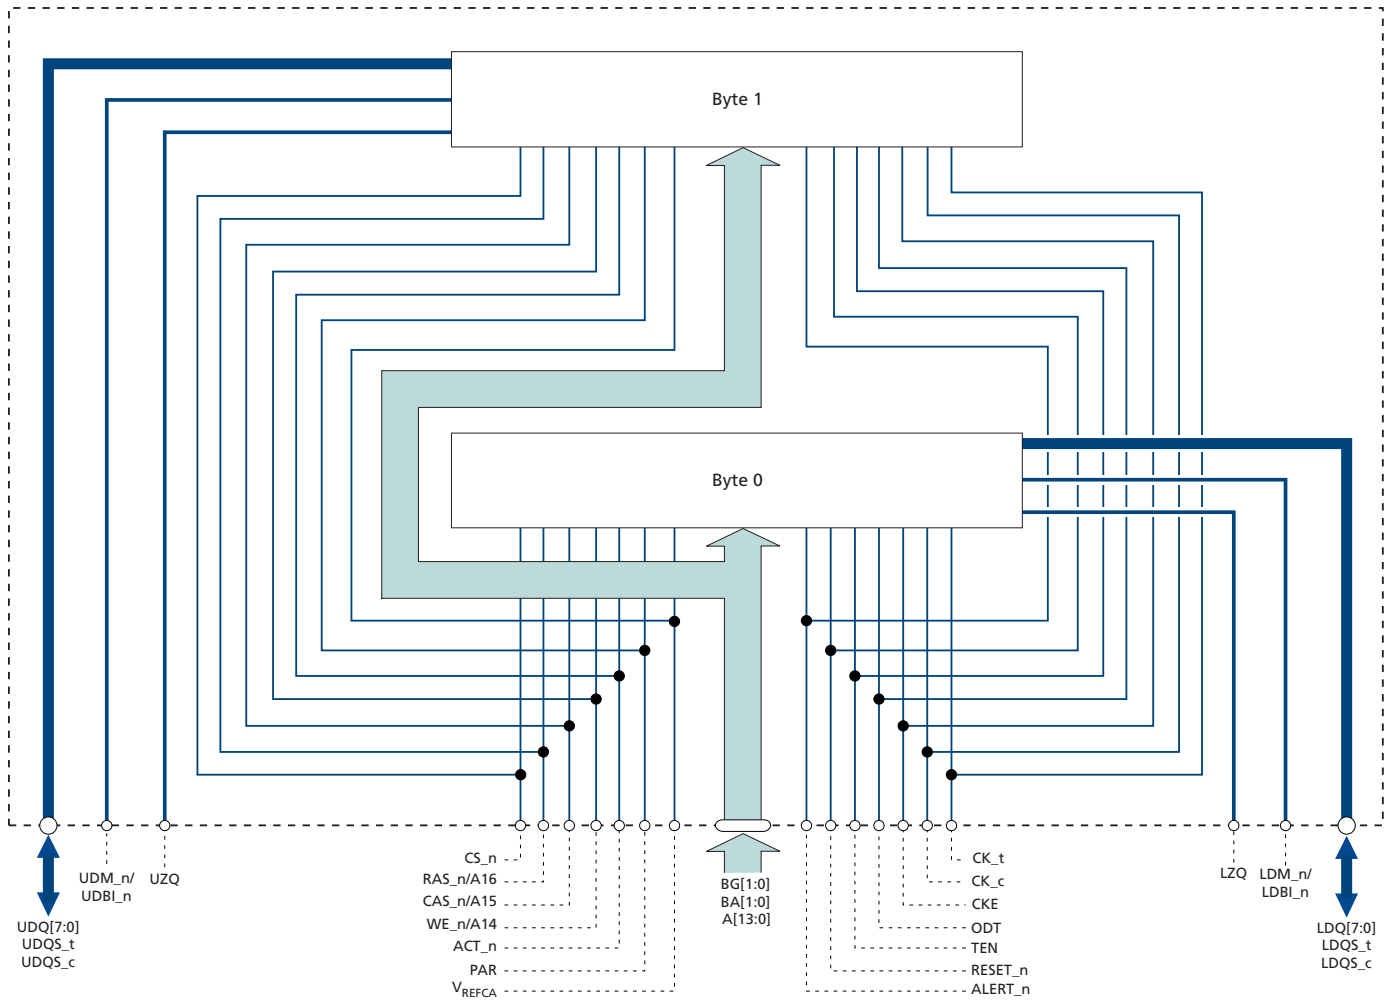 Byte 1
Byte 0
UDM_n/
UDBI_n
UZQ
UDQ[7:0]
UDQS_t
UDQS_c
CS_n
RAS_n/A16
CAS_n/A15
WE_n/A14
ACT_n
PAR
VREFCA
BG[1:0]
BA[1:0]
A[13:0]
CK_t
CK_c
CKE
ODT
TEN
RESET_n
ALERT_n
LZQ
LDM_n/
LDBI_n
LDQ[7:0]
LDQS_t
LDQS_c